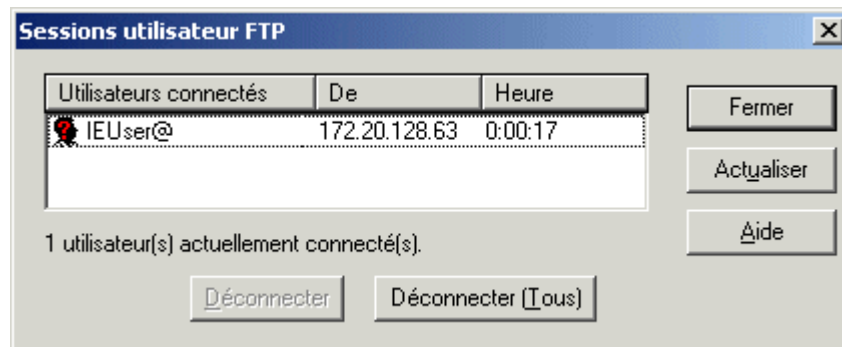 Sessions utilisateur FTP
Utilisateurs connectés De Heure
IEUser@ 172.20.128.63 0:00:17
Fermer
Actualiser
Aide
1 utilisateur(s) actuellement connecté(s).
Déconnecter Déconnecter (Tous)